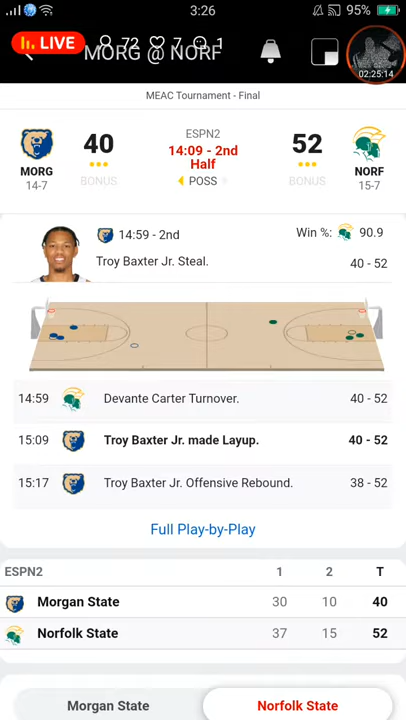 3:26
95%
LIVE
72 7 1
MORG @ NORF
02:25:14
MEAC Tournament - Final
40 ESPN2 52
14:09 - 2nd
Half
MORG BONUS POSS BONUS NORF
14-7 15-7
14:59 - 2nd Win %: 90.9
Troy Baxter Jr. Steal. 40 - 52
14:59 Devante Carter Turnover. 40 - 52
15:09 Troy Baxter Jr. made Layup. 40 - 52
15:17 Troy Baxter Jr. Offensive Rebound. 38 - 52
Full Play-by-Play
ESPN2 1 2 T
Morgan State 30 10 40
Norfolk State 37 15 52
Morgan State Norfolk State